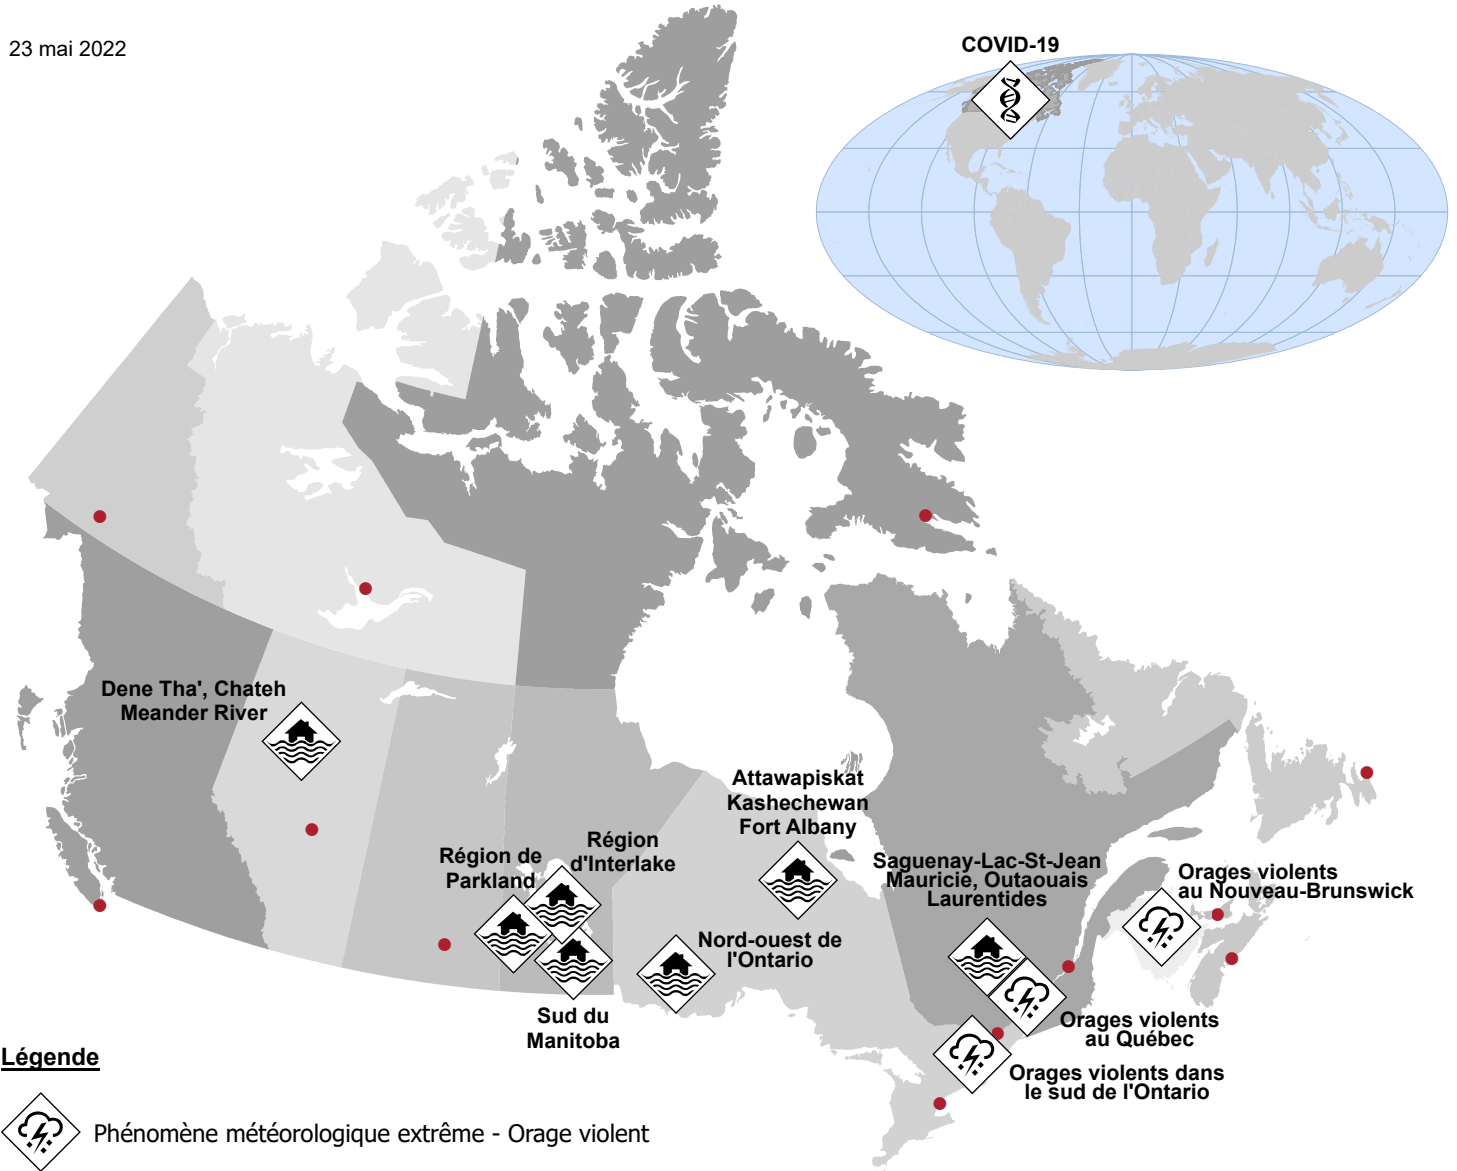 23 mai 2022
COVID-19
Dene Tha', Chateh
Meander River
Attawapiskat
Kashechewan
Fort Albany
Région
d'Interlake
Région de
Parkland
Saguenay-Lac-St-Jean
Mauricie, Outaouais
Laurentides
Orages violents
au Nouveau-Brunswick
Nord-ouest de
l'Ontario
Sud du
Manitoba
Orages violents
au Québec
Orages violents dans
le sud de l'Ontario
Légende
Phénomène météorologique extrême - Orage violent